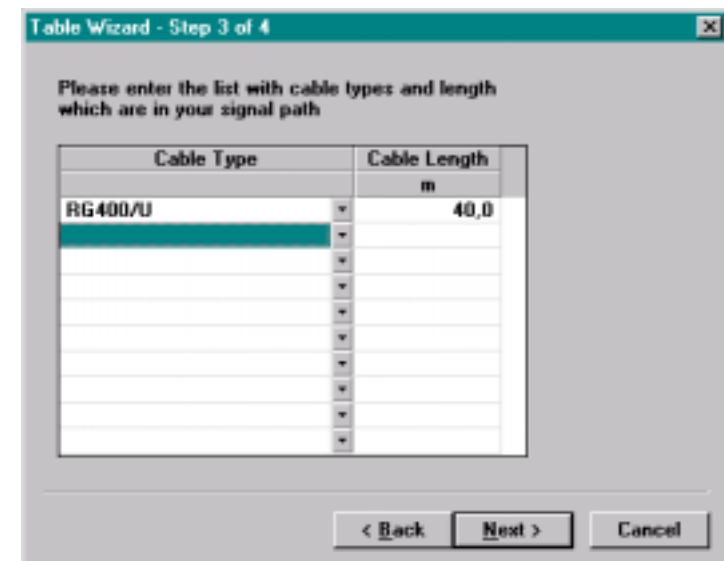 Table Wizard - Step 3 of 4
Please enter the list with cable types and length
which are in your signal path
Cable Type Cable Length
m
RG400/U 40,0
< Back Next > Cancel